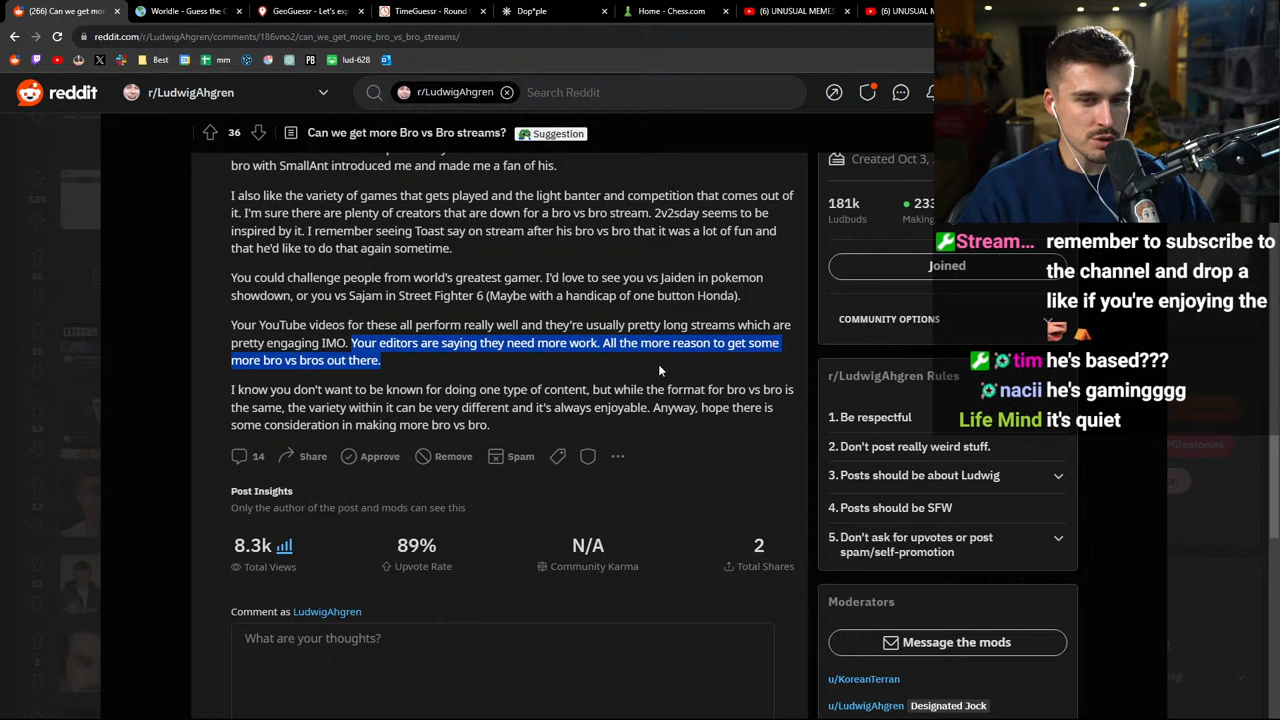 (266) Can we get mor
Worldle - Guess the C
GeoGuessr - Let's exp
TimeGuessr - Round
Dop*ple
Home - Chess.com
(6) UNUSUAL MEMES
(6) UNUSUAL
reddit.com/r/LudwigAhgren/comments/186vno2/can_we_get_more_bro_vs_bro_streams/
Best
mm
PB
lud-628
reddit
r/LudwigAhgren
r/LudwigAhgren
Search Reddit
36
Can we get more Bro vs Bro streams?
Suggestion
bro with SmallAnt introduced me and made me a fan of his.
I also like the variety of games that gets played and the light banter and competition that comes out of
it. I'm sure there are plenty of creators that are down for a bro vs bro stream. 2v2sday seems to be
inspired by it. I remember seeing Toast say on stream after his bro vs bro that it was a lot of fun and
that he'd like to do that again sometime.
You could challenge people from world's greatest gamer. I'd love to see you vs Jaiden in pokemon
showdown, or you vs Sajam in Street Fighter 6 (Maybe with a handicap of one button Honda).
Your YouTube videos for these all perform really well and they're usually pretty long streams which are
pretty engaging IMO. Your editors are saying they need more work. All the more reason to get some
more bro vs bros out there.
I know you don't want to be known for doing one type of content, but while the format for bro vs bro is
the same, the variety within it can be very different and it's always enjoyable. Anyway, hope there is
some consideration in making more bro vs bro.
14
Share
Approve
Remove
Spam
Post Insights
Only the author of the post and mods can see this
8.3k
89%
N/A
2
Total Views
Upvote Rate
Community Karma
Total Shares
Comment as LudwigAhgren
What are your thoughts?
Created Oct 3,
181k
233
Ludbuds
Making
Joined
COMMUNITY OPTIONS
r/LudwigAhgren Rules
1. Be respectful
2. Don't post really weird stuff.
3. Posts should be about Ludwig
4. Posts should be SFW
5. Don't ask for upvotes or post
spam/self-promotion
Moderators
Message the mods
u/KoreanTerran
u/LudwigAhgren Designated Jock
Stream... remember to subscribe to
the channel and drop a
like if you're enjoying the
tim he's based???
nacii he's gamingggg
Life Mind it's quiet
Milestones